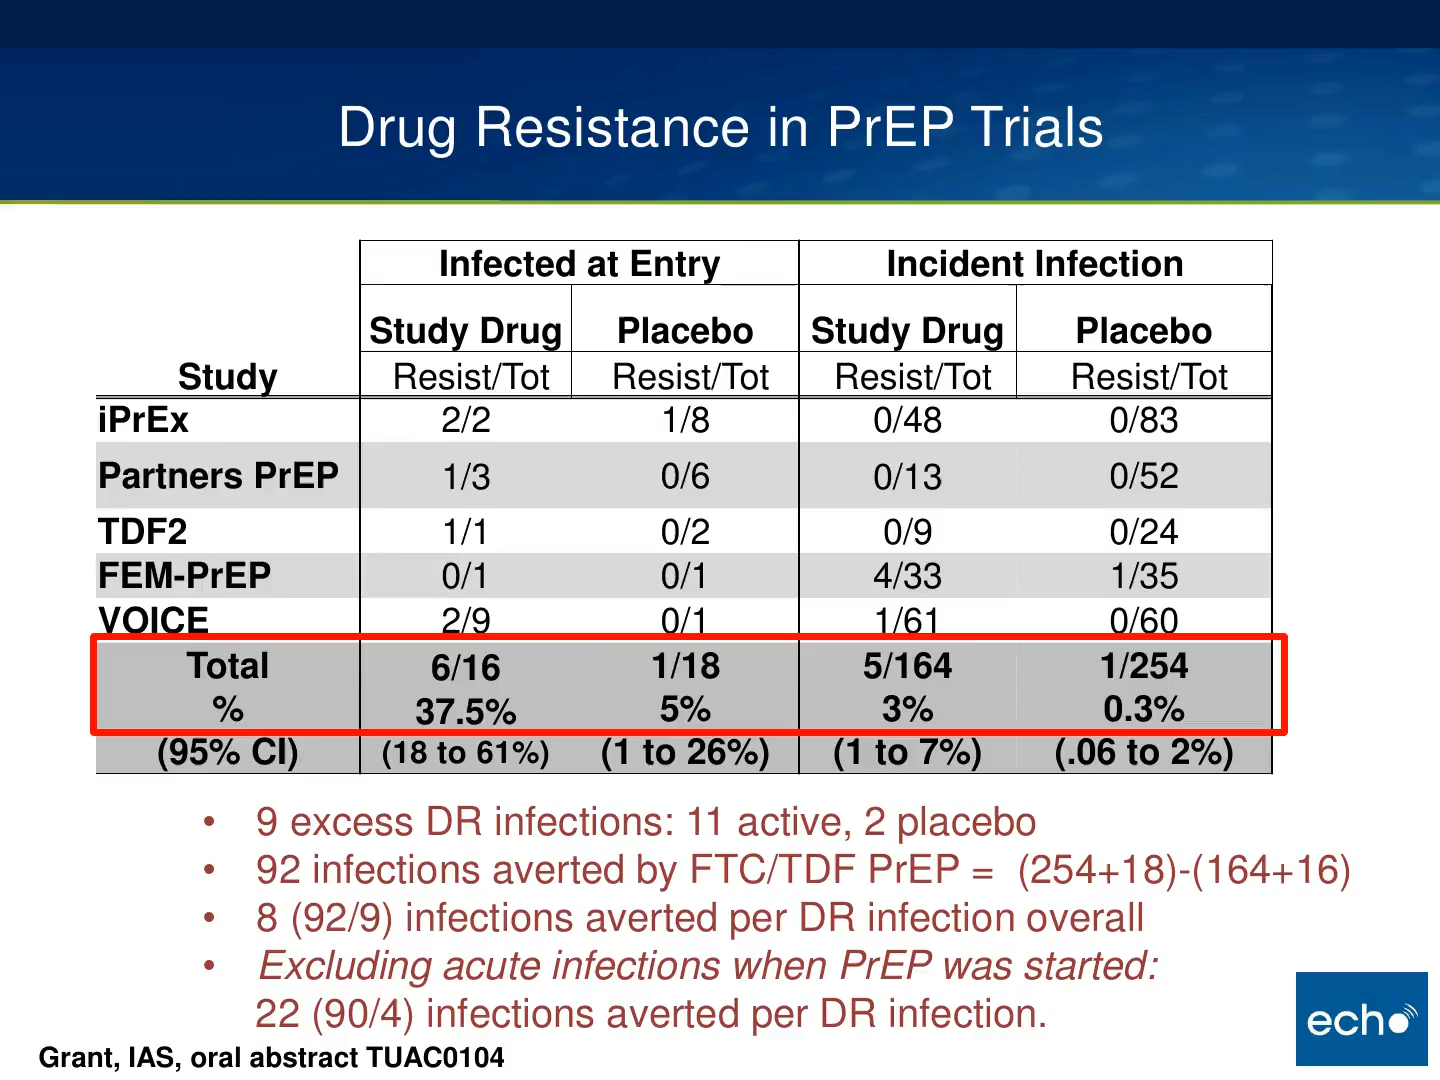 Drug Resistance in PrEP Trials
Infected at Entry Incident Infection
Study Drug Placebo Study Drug Placebo
Study Resist/Tot Resist/Tot Resist/Tot Resist/Tot
iPrEx 2/2 1/8 0/48 0/83
Partners PrEP 1/3 0/6 0/13 0/52
TDF2 1/1 0/2 0/9 0/24
FEM-PrEP 0/1 0/1 4/33 1/35
VOICE 2/9 0/1 1/61 0/60
Total 6/16 1/18 5/164 1/254
% 37.5% 5% 3% 0.3%
(95% CI) (18 to 61%) (1 to 26%) (1 to 7%) (.06 to 2%)
• 9 excess DR infections: 11 active, 2 placebo
• 92 infections averted by FTC/TDF PrEP = (254+18)-(164+16)
• 8 (92/9) infections averted per DR infection overall
• Excluding acute infections when PrEP was started:
22 (90/4) infections averted per DR infection.
echo
Grant, IAS, oral abstract TUAC0104